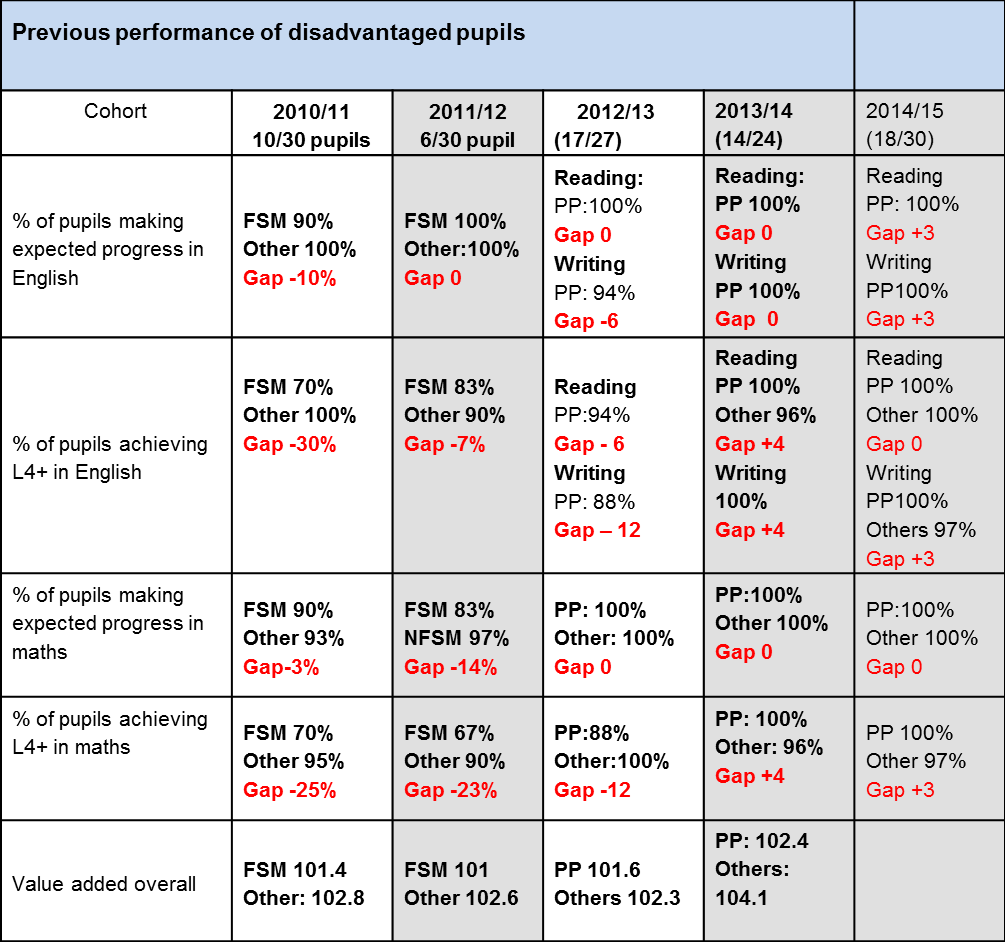 Previous performance of disadvantaged pupils
Cohort
2010/11
10/30 pupils
2011/12
6/30 pupil
2012/13
(17/27)
2013/14
(14/24)
2014/15
(18/30)
% of pupils making
expected progress in
English
FSM 90%
Other 100%
Gap -10%
FSM 100%
Other:100%
Gap 0
Reading:
PP:100%
Gap 0
Writing
PP: 94%
Gap -6
Reading:
PP 100%
Gap 0
Writing
PP 100%
Gap  0
Reading
PP: 100%
Gap +3
Writing
PP100%
Gap +3
% of pupils achieving
L4+ in English
FSM 70%
Other 100%
Gap -30%
FSM 83%
Other 90%
Gap -7%
Reading
PP:94%
Gap - 6
Writing
PP: 88%
Gap – 12
Reading
PP 100%
Other 96%
Gap +4
Writing
100%
Gap +4
Reading
PP 100%
Other 100%
Gap 0
Writing
PP100%
Others 97%
Gap +3
% of pupils making
expected progress in
maths
FSM 90%
Other 93%
Gap-3%
FSM 83%
NFSM 97%
Gap -14%
PP: 100%
Other: 100%
Gap 0
PP:100%
Other 100%
Gap 0
PP:100%
Other 100%
Gap 0
% of pupils achieving
L4+ in maths
FSM 70%
Other 95%
Gap -25%
FSM 67%
Other 90%
Gap -23%
PP:88%
Other:100%
Gap -12
PP: 100%
Other: 96%
Gap +4
PP 100%
Other 97%
Gap +3
Value added overall
FSM 101.4
Other: 102.8
FSM 101
Other 102.6
PP 101.6
Others 102.3
PP: 102.4
Others:
104.1